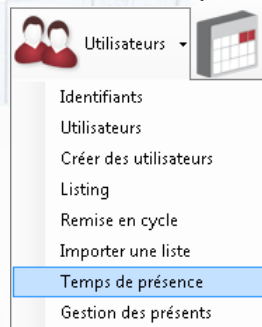 Utilisateurs
Identifiants
Utilisateurs
Créer des utilisateurs
Listing
Remise en cycle
Importer une liste
Temps de présence
Gestion des présents